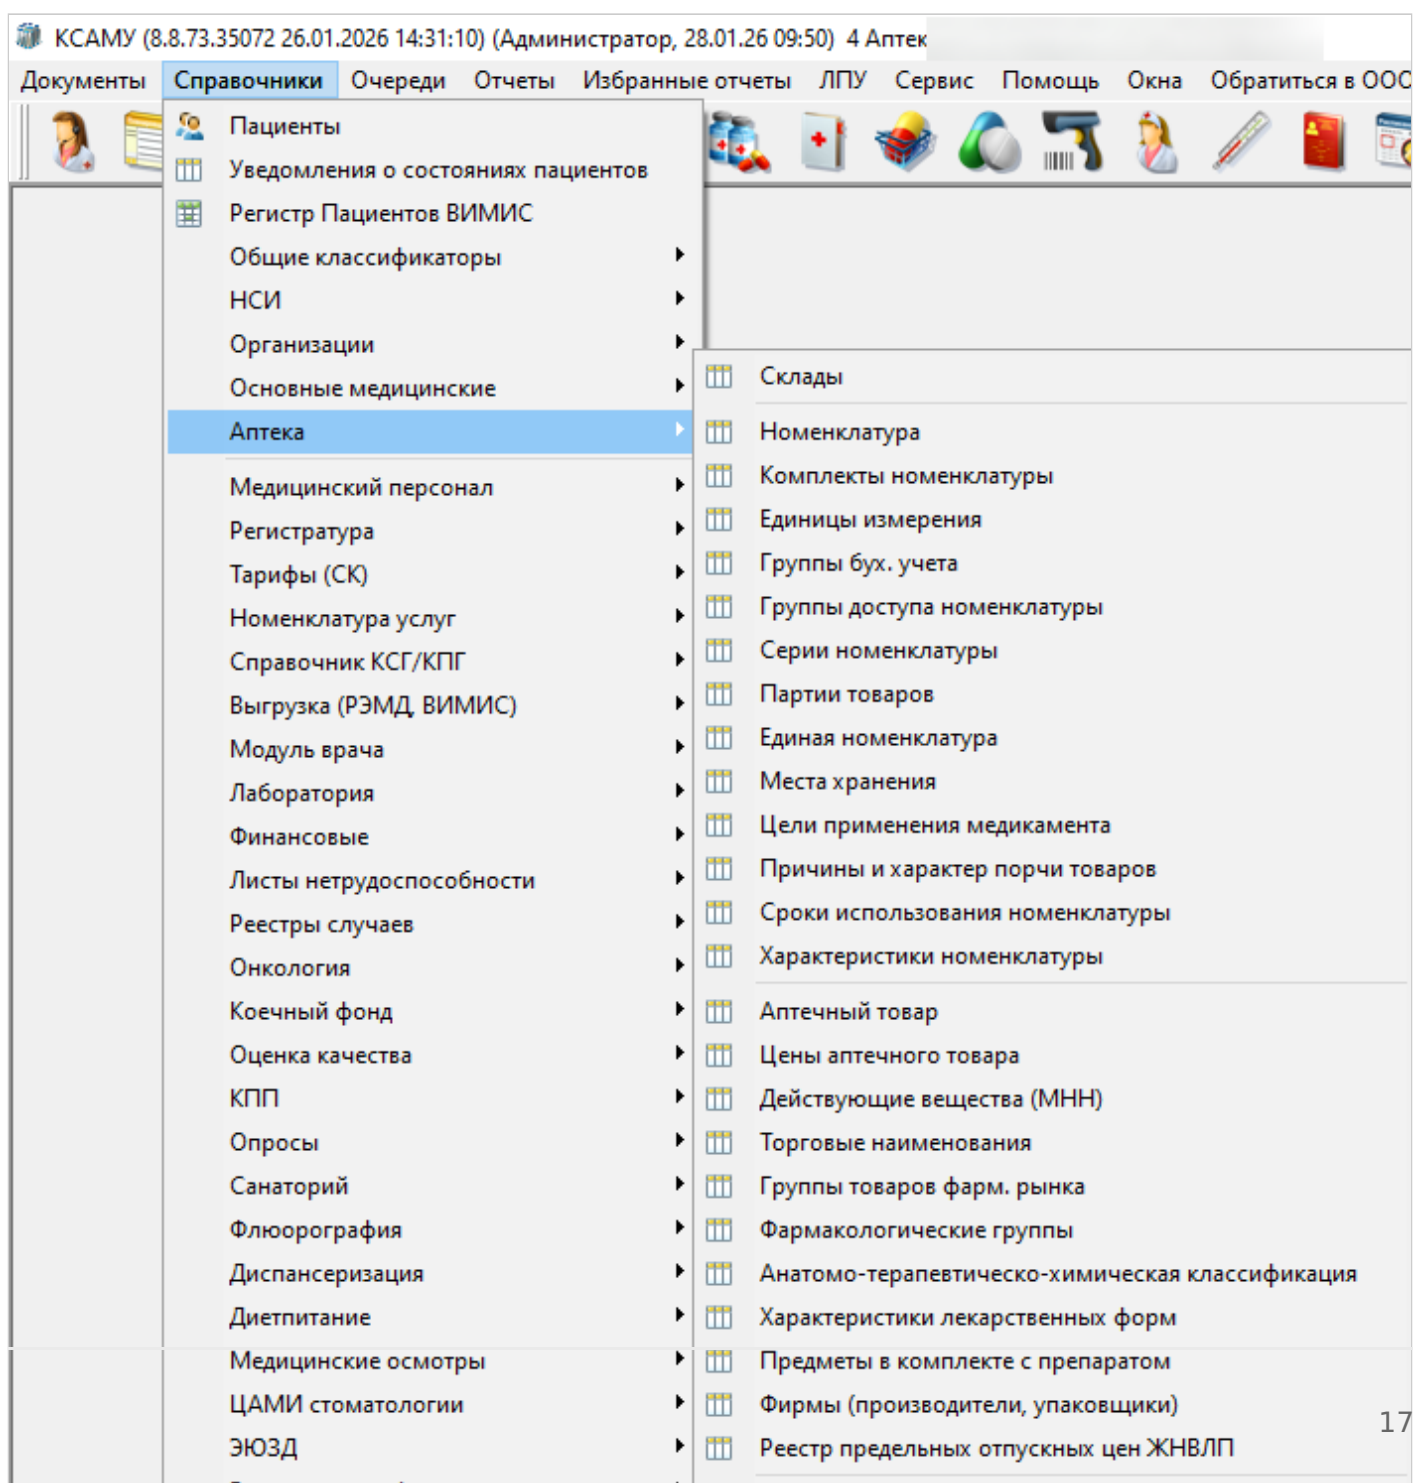 КСАМУ (8.8.73.35072 26.01.2026 14:31:10) (Администратор, 28.01.26 09:50) 4 Аптек
Документы Справочники Очереди Отчеты Избранные отчеты ЛПУ Сервис Помощь Окна Обратиться в ООО
Пациенты
Уведомления о состояниях пациентов
Регистр Пациентов ВИМИС
Общие классификаторы
НСИ
Организации
Основные медицинские
Аптека
Медицинский персонал
Регистратура
Тарифы (СК)
Номенклатура услуг
Справочник КСГ/КПГ
Выгрузка (РЭМД, ВИМИС)
Модуль врача
Лаборатория
Финансовые
Листы нетрудоспособности
Реестры случаев
Онкология
Коечный фонд
Оценка качества
КПП
Опросы
Санаторий
Флюорография
Диспансеризация
Диетпитание
Медицинские осмотры
ЦАМИ стоматологии
ЭЮЗД
Склады
Номенклатура
Комплекты номенклатуры
Единицы измерения
Группы бух. учета
Группы доступа номенклатуры
Серии номенклатуры
Партии товаров
Единая номенклатура
Места хранения
Цели применения медикамента
Причины и характер порчи товаров
Сроки использования номенклатуры
Характеристики номенклатуры
Аптечный товар
Цены аптечного товара
Действующие вещества (МНН)
Торговые наименования
Группы товаров фарм. рынка
Фармакологические группы
Анатомо-терапевтическо-химическая классификация
Характеристики лекарственных форм
Предметы в комплекте с препаратом
Фирмы (производители, упаковщики)
Реестр предельных отпускных цен ЖНВЛП
17